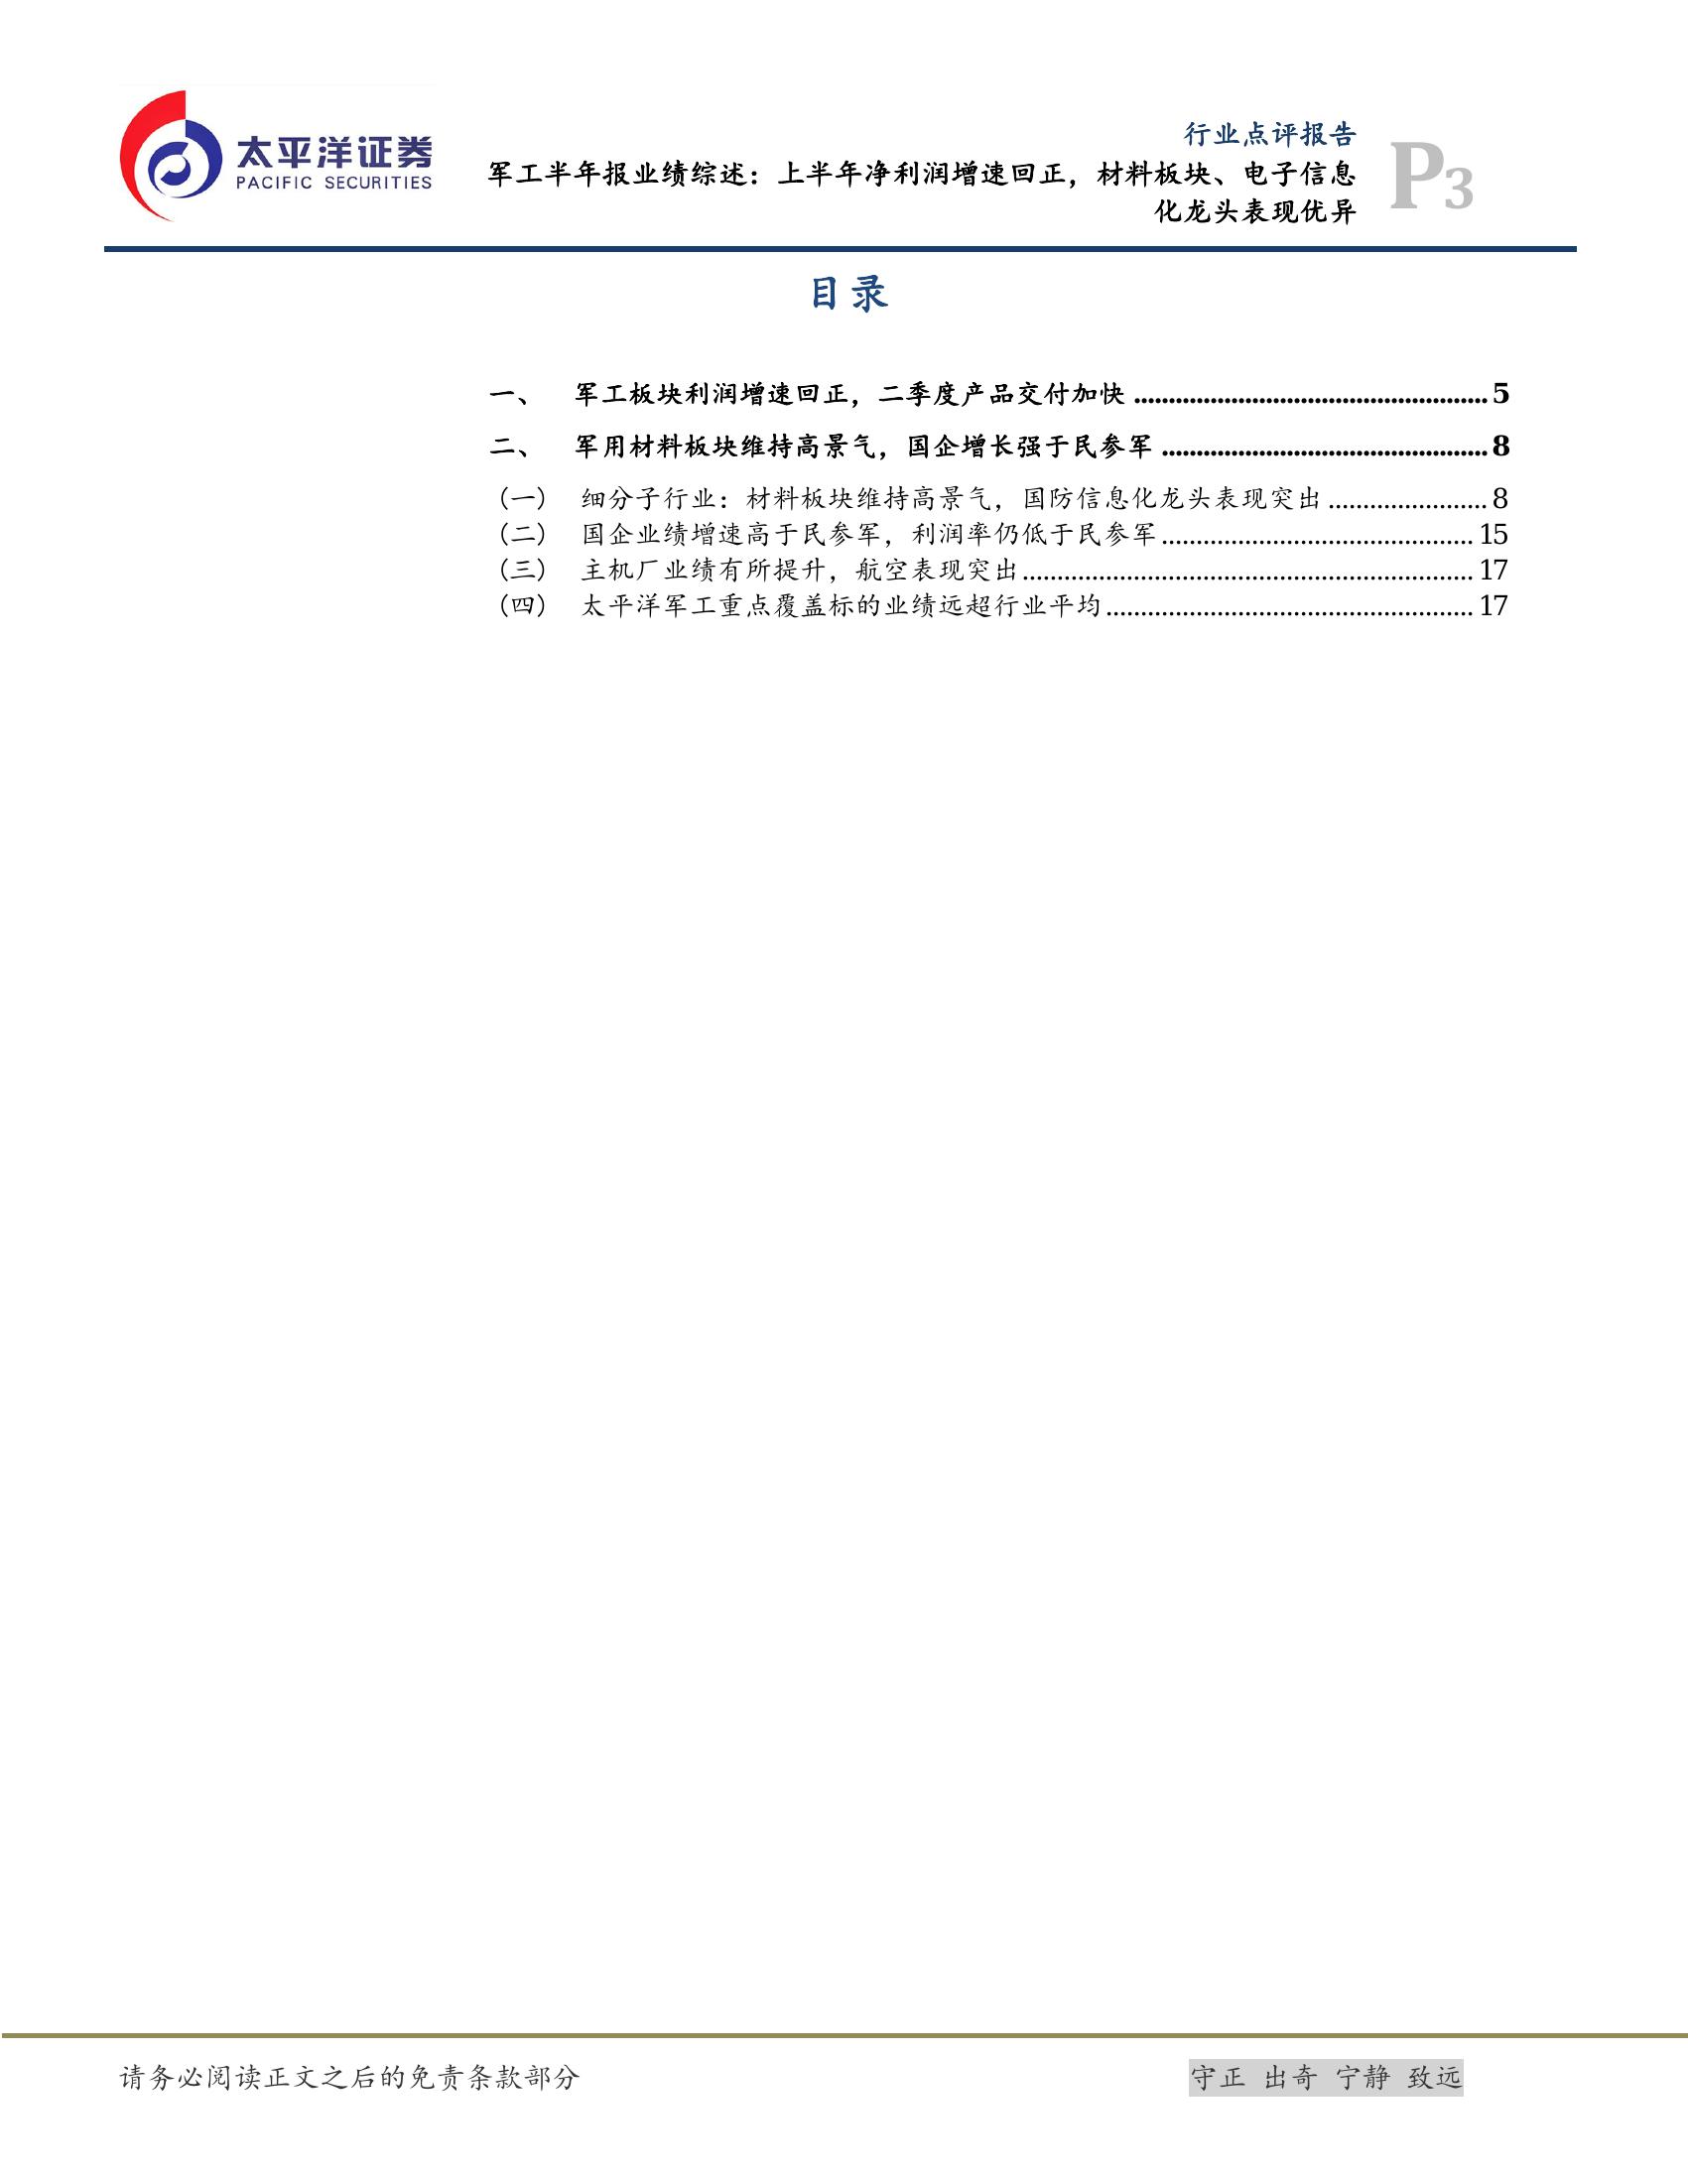 太平洋证券
PACIFIC SECURITIES
行业点评报告
军工半年报业绩综述：上半年净利润增速回正，材料板块、电子信息
化龙头表现优异
P3
目录
一、 军工板块利润增速回正，二季度产品交付加快 .................................................. 5
二、 军用材料板块维持高景气，国企增长强于民参军 .............................................. 8
（一） 细分子行业：材料板块维持高景气，国防信息化龙头表现突出 ....................... 8
（二） 国企业绩增速高于民参军，利润率仍低于民参军 ............................................. 15
（三） 主机厂业绩有所提升，航空表现突出 ................................................................. 17
（四） 太平洋军工重点覆盖标的业绩远超行业平均 ..................................................... 17
请务必阅读正文之后的免责条款部分
守正 出奇 宁静 致远